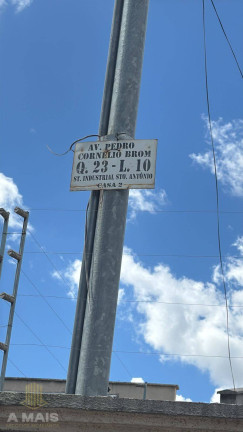 AV. PEDRO
CORNÉLIO BROM
Q. 23 - L. 10
ST. INDUSTRIAL STO. ANTÔNIO
CASA 2
A MAIS